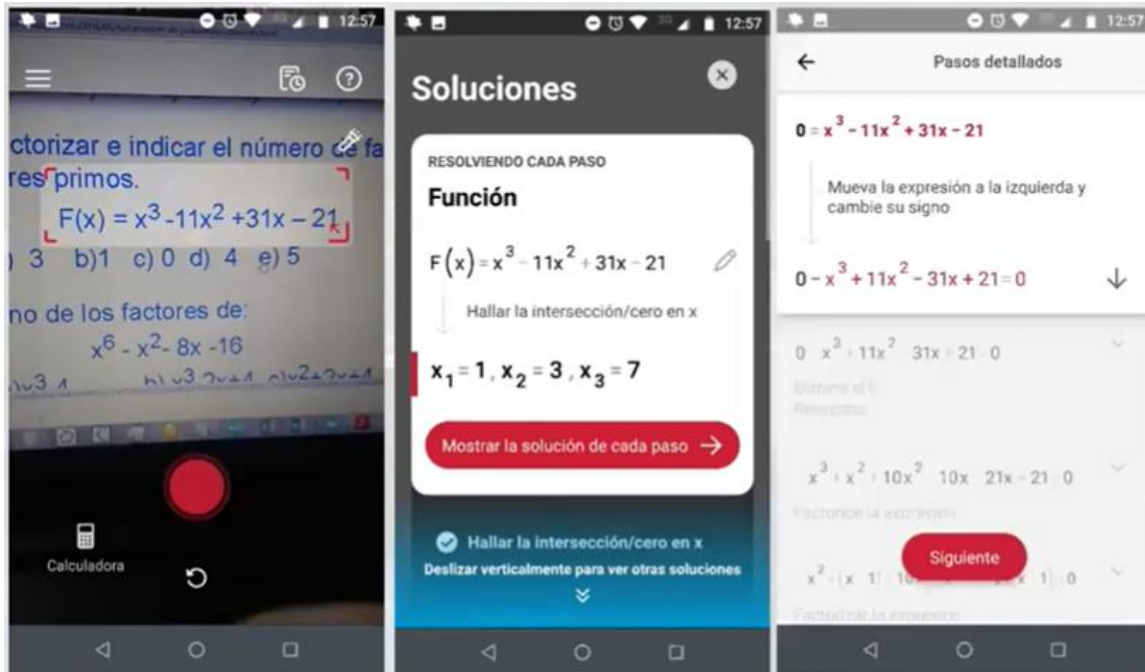 12:57
ctorizar e indicar el número de fa
res primos.
F(x) = x³ -11x² +31x – 21
) 3 b)1 c) 0 d) 4 e) 5
no de los factores de:
x⁶ - x² - 8x -16
Calculadora
3G 12:57
Soluciones
RESOLVIENDO CADA PASO
Función
F(x) = x³ - 11x² + 31x - 21
Hallar la intersección/cero en x
x₁ = 1 , x₂ = 3 , x₃ = 7
Mostrar la solución de cada paso →
Hallar la intersección/cero en x
Deslizar verticalmente para ver otras soluciones
12:57
Pasos detallados
0 = x³ - 11x² + 31x - 21
Mueva la expresión a la izquierda y
cambie su signo
0 - x³ + 11x² - 31x + 21 = 0
Siguiente